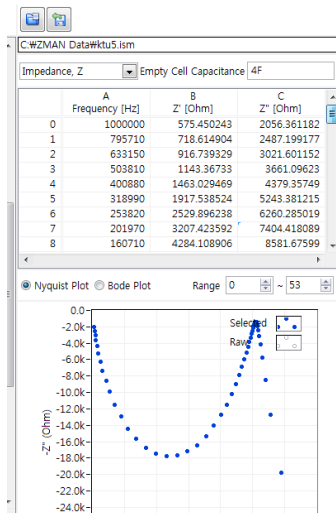 C:₩ZMAN Data₩ktu5.ism
Impedance, Z Empty Cell Capacitance 4F
A B C
Frequency [Hz] Z' [Ohm] Z" [Ohm]
0 1000000 575.450243 2056.361182
1 795710 718.614904 2487.199177
2 633150 916.739329 3021.601152
3 503810 1143.36733 3661.09623
4 400880 1463.029469 4379.35749
5 318990 1917.538524 5243.381215
6 253820 2529.896238 6260.285019
7 201970 3207.423592 7404.418089
8 160710 4284.108906 8581.67599
Nyquist Plot Bode Plot Range 0 ~ 53
0.0
-2.0k
-4.0k
-6.0k
-8.0k
-10.0k
-12.0k
-14.0k
-16.0k
-18.0k
-20.0k
-22.0k
-24.0k
-Z" (Ohm)
Selected
Raw